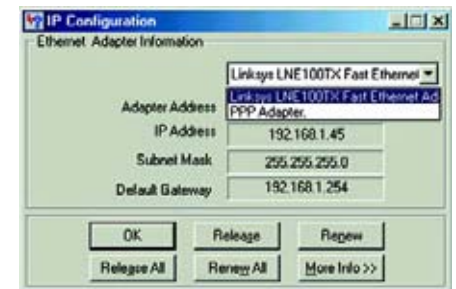 IP Configuration
Ethernet Adapter Information
Linksys LNE100TX Fast Ethernet
Linksys LNE100TX Fast Ethernet Ad
PPP Adapter.
Adapter Address
IP Address 192.168.1.45
Subnet Mask 255.255.255.0
Default Gateway 192.168.1.254
OK Release Renew
Release All Renew All More Info >>